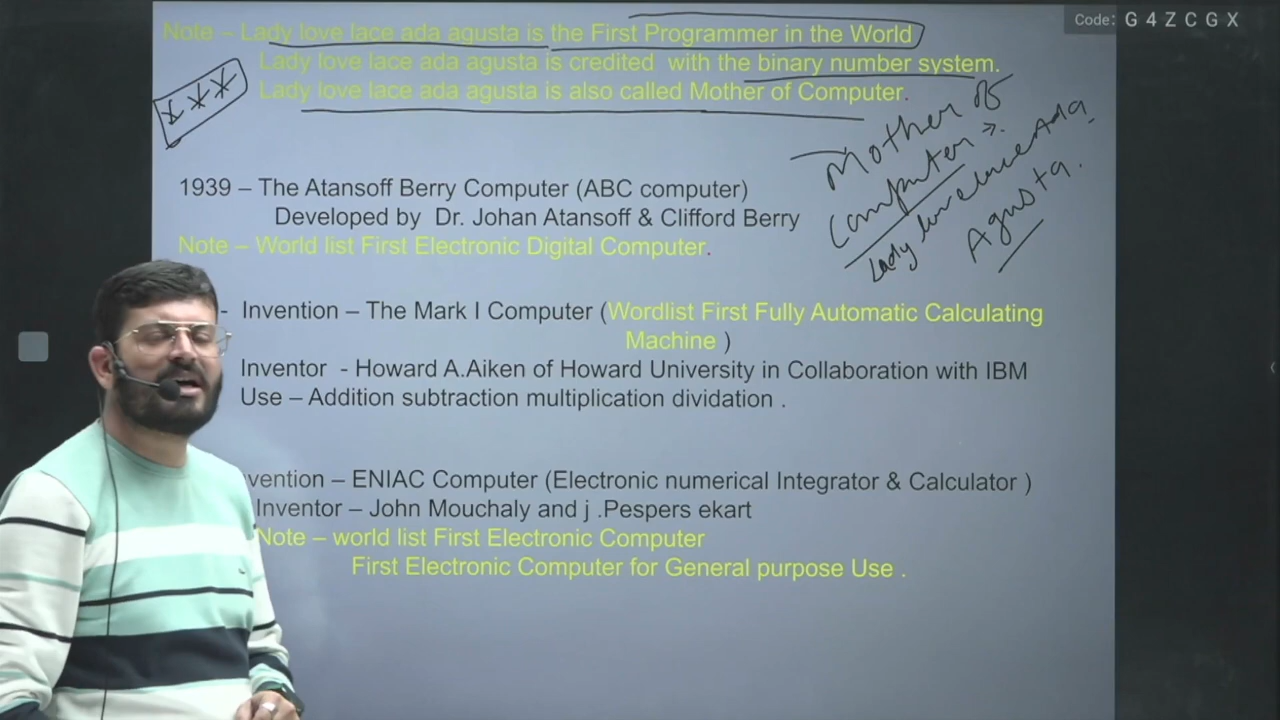 Code: G4ZCGX
Note – Lady love lace ada agusta is the First Programmer in the World
Lady love lace ada agusta is credited with the binary number system.
Lady love lace ada agusta is also called Mother of Computer.
Mother of
Computer
Lady lovelace Ada
Agusta.
1939 – The Atansoff Berry Computer (ABC computer)
Developed by Dr. Johan Atansoff & Clifford Berry
Note – World list First Electronic Digital Computer.
- Invention – The Mark I Computer (Wordlist First Fully Automatic Calculating
Machine )
Inventor - Howard A.Aiken of Howard University in Collaboration with IBM
Use – Addition subtraction multiplication dividation .
vention – ENIAC Computer (Electronic numerical Integrator & Calculator )
Inventor – John Mouchaly and j .Pespers ekart
Note – world list First Electronic Computer
First Electronic Computer for General purpose Use .